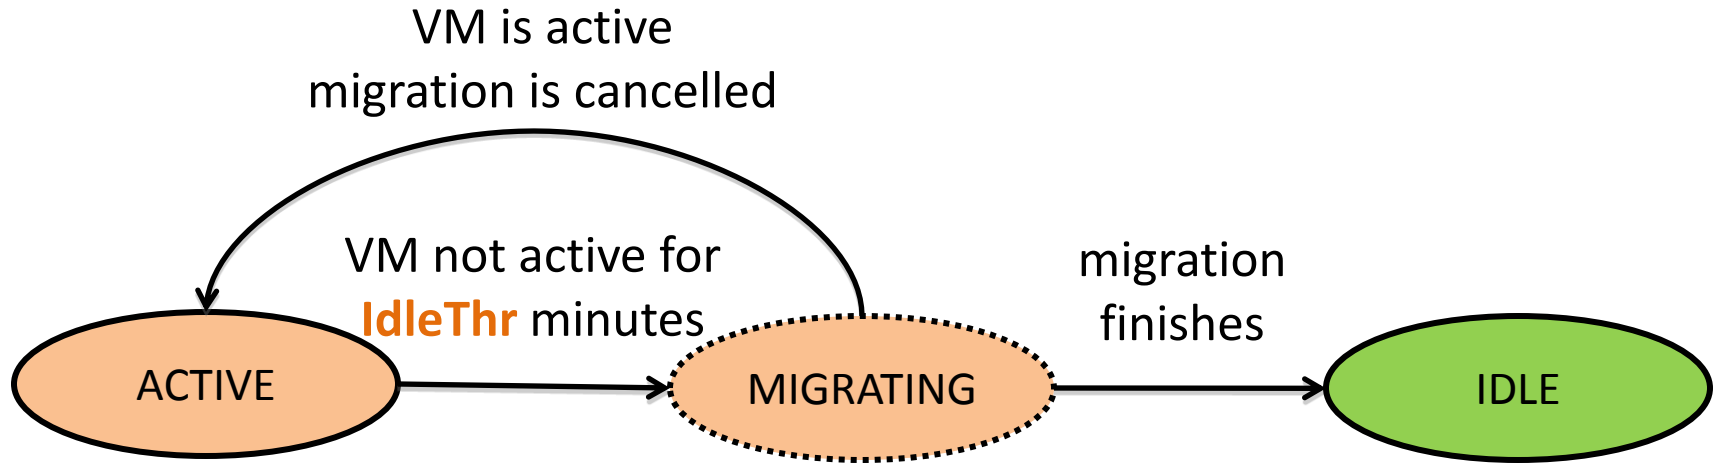 VM is active
migration is cancelled
VM not active for
IdleThr minutes
migration
finishes
ACTIVE
MIGRATING
IDLE